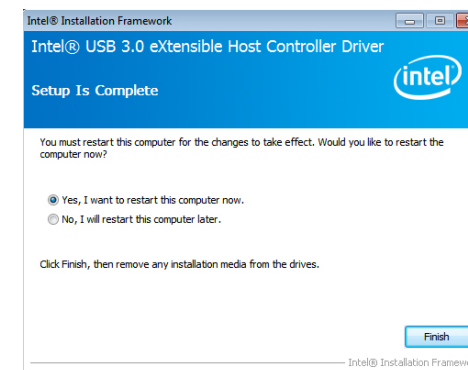 Intel® Installation Framework
Intel® USB 3.0 eXtensible Host Controller Driver
Setup Is Complete
intel®
You must restart this computer for the changes to take effect. Would you like to restart the
computer now?
Yes, I want to restart this computer now.
No, I will restart this computer later.
Click Finish, then remove any installation media from the drives.
Finish
Intel® Installation Framew